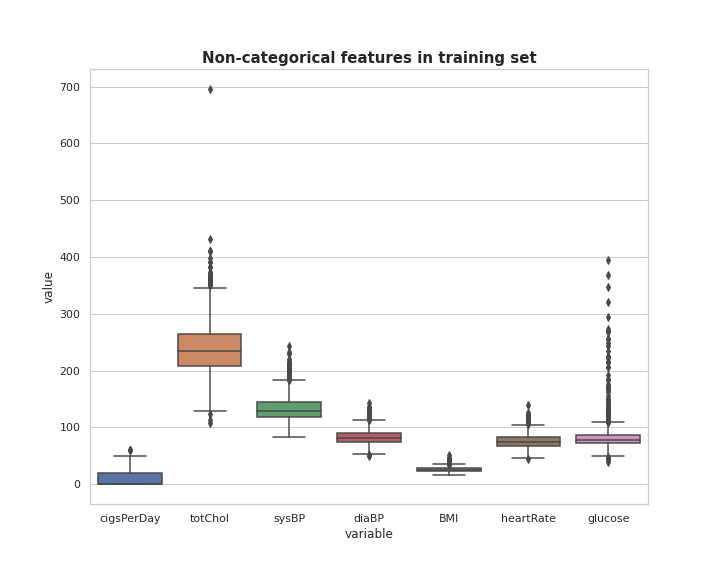 Non-categorical features in training set
700
600
500
400
300
200
100
0
value
cigsPerDay totChol sysBP diaBP BMI heartRate glucose
variable